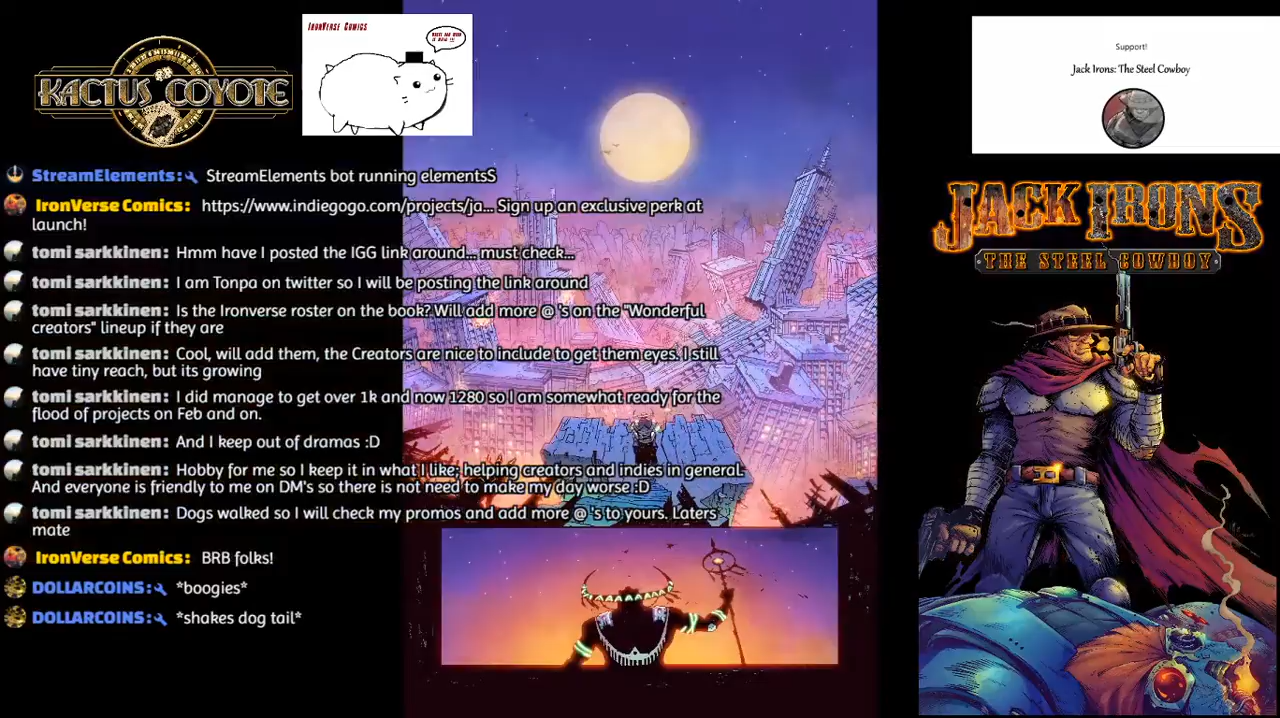 KACTUS COYOTE
IRONVERSE COMICS
Support!
Jack Irons: The Steel Cowboy
JACK IRONS
THE STEEL COWBOY
StreamElements: StreamElements bot running elementsS
IronVerse Comics: https://www.indiegogo.com/projects/ja... Sign up an exclusive perk at
launch!
tomi sarkkinen: Hmm have I posted the IGG link around... must check...
tomi sarkkinen: I am Tonpa on twitter so I will be posting the link around
tomi sarkkinen: Is the Ironverse roster on the book? Will add more @ 's on the "Wonderful
creators" lineup if they are
tomi sarkkinen: Cool, will add them, the Creators are nice to include to get them eyes. I still
have tiny reach, but its growing
tomi sarkkinen: I did manage to get over 1k and now 1280 so I am somewhat ready for the
flood of projects on Feb and on.
tomi sarkkinen: And I keep out of dramas :D
tomi sarkkinen: Hobby for me so I keep it in what I like; helping creators and indies in general.
And everyone is friendly to me on DM's so there is not need to make my day worse :D
tomi sarkkinen: Dogs walked so I will check my promos and add more @ 's to yours. Laters
mate
IronVerse Comics: BRB folks!
DOLLARCOINS: *boogies*
DOLLARCOINS: *shakes dog tail*